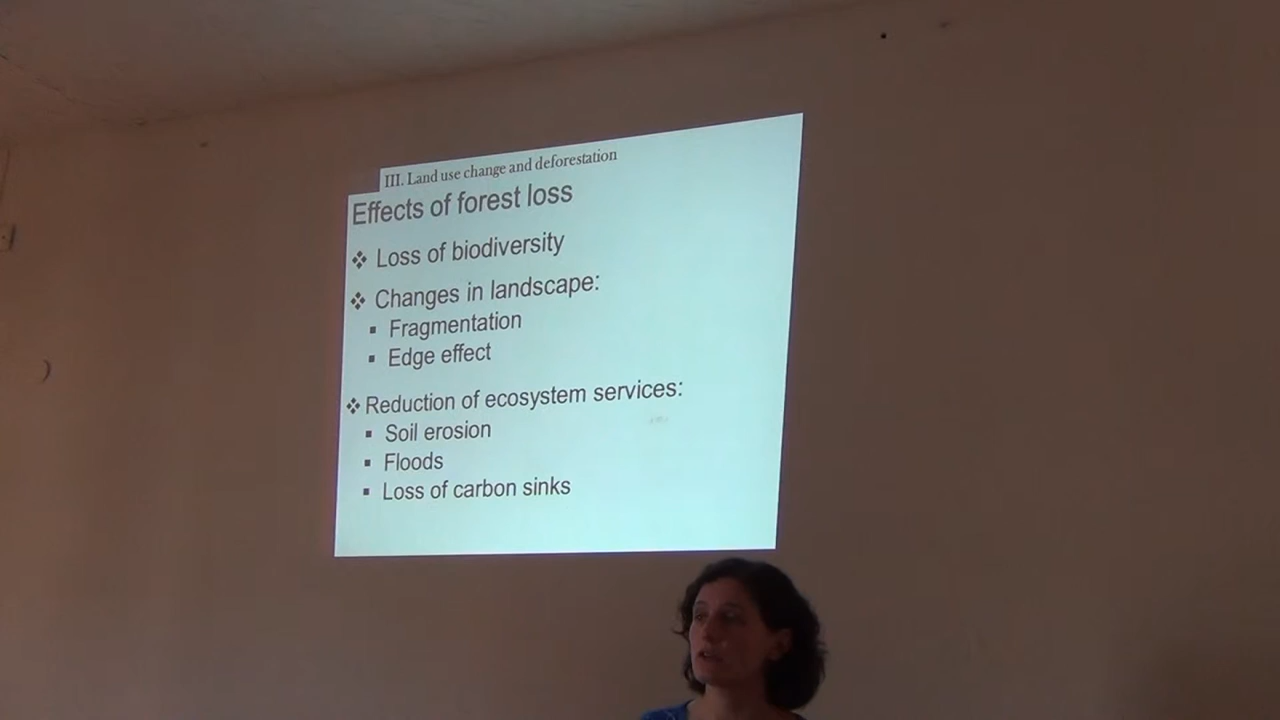 III. Land use change and deforestation
Effects of forest loss
❖ Loss of biodiversity
❖ Changes in landscape:
▪ Fragmentation
▪ Edge effect
❖ Reduction of ecosystem services:
▪ Soil erosion
▪ Floods
▪ Loss of carbon sinks